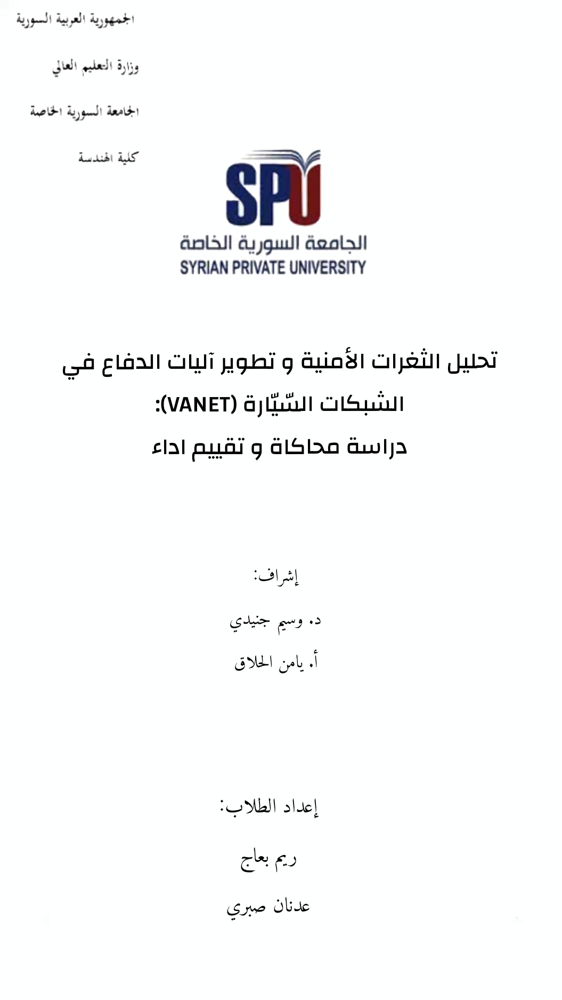 الجمهورية العربية السورية
وزارة التعليم العالي
الجامعة السورية الخاصة
كلية الهندسة
SPU
الجامعة السورية الخاصة
SYRIAN PRIVATE UNIVERSITY
تحليل الثغرات الأمنية و تطوير آليات الدفاع في
الشبكات السّيّارة (VANET):
دراسة محاكاة و تقييم اداء
إشراف:
د. وسيم جنيدي
أ. يامن الحلاق
إعداد الطلاب:
ريم بعاج
عدنان صبري